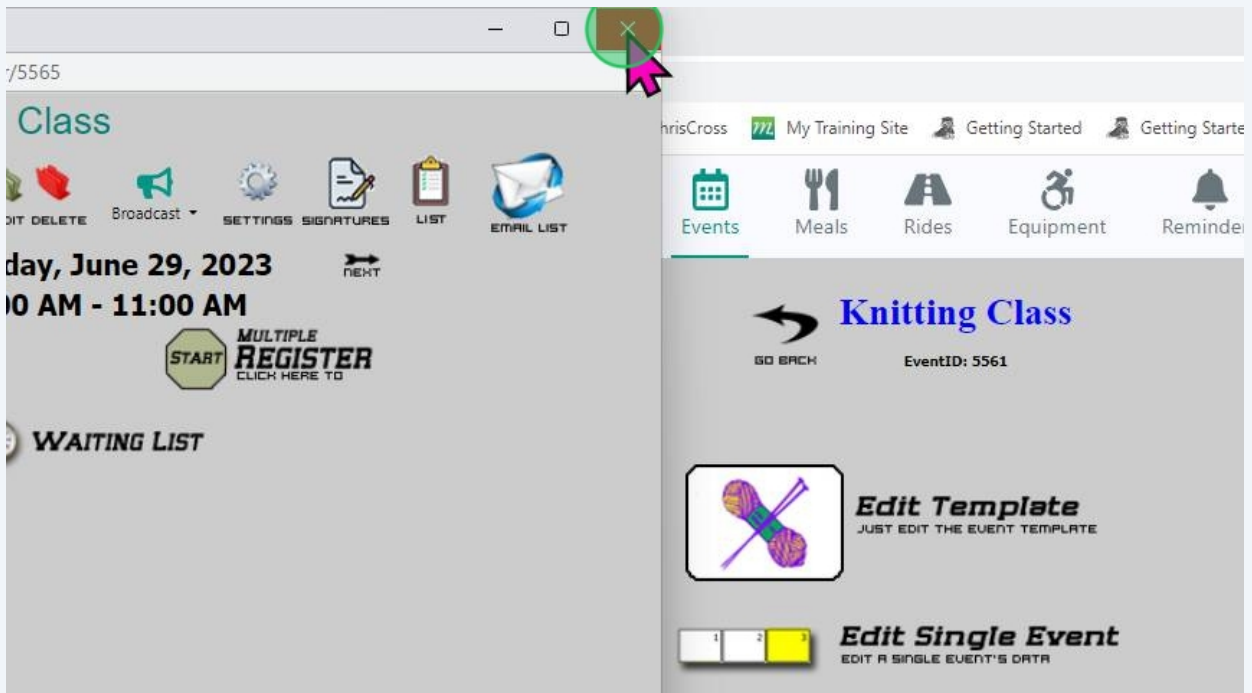 r/5565
Class
DIT DELETE Broadcast SETTINGS SIGNATURES LIST EMAIL LIST
day, June 29, 2023 NEXT
00 AM - 11:00 AM
START MULTIPLE
REGISTER
CLICK HERE TO
WAITING LIST
hrisCross My Training Site Getting Started Getting Starte
Events Meals Rides Equipment Reminde
GO BACK Knitting Class
EventID: 5561
Edit Template
JUST EDIT THE EVENT TEMPLATE
1 2 3 Edit Single Event
EDIT A SINGLE EVENT'S DATA